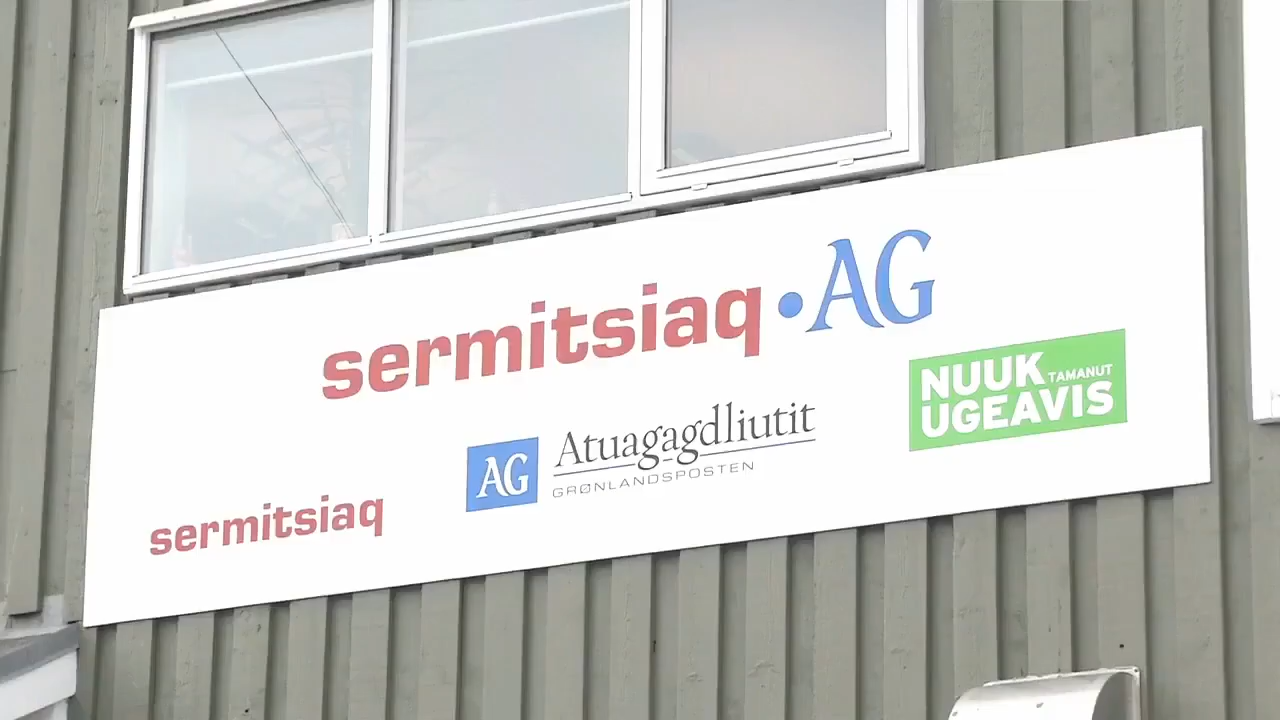 sermitsiaq•AG
sermitsiaq
AG Atuagagdliutit
GRØNLANDSPOSTEN
NUUK TAMANUT
UGEAVIS